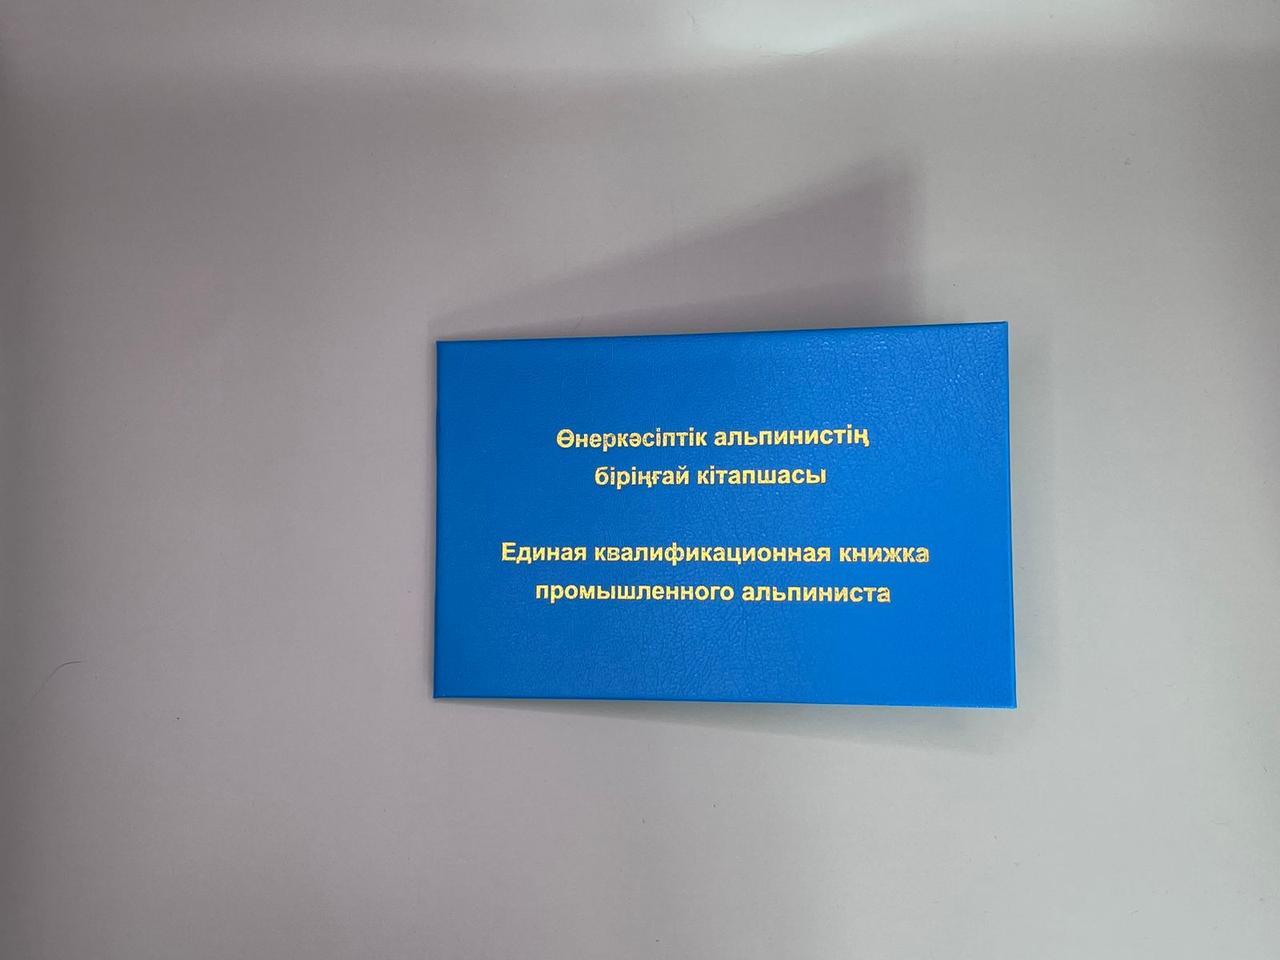 Өнеркәсіптік альпинистің
біріңғай кітапшасы
Единая квалификационная книжка
промышленного альпиниста